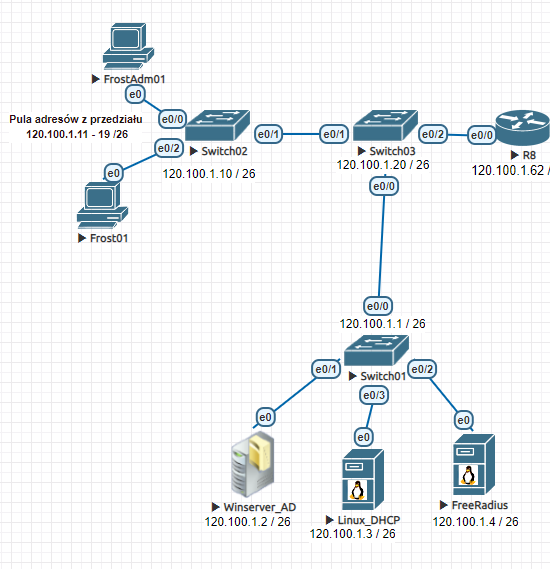 FrostAdm01
e0
Pula adresów z przedziału
120.100.1.11 - 19 /26
e0/0
Switch02
e0/1
e0/1
Switch03
e0/2
e0/0
R8
e0/2
120.100.1.10 / 26
120.100.1.20 / 26
120.100.1.62 /
e0
Frost01
e0/0
e0/0
120.100.1.1 / 26
Switch01
e0/1
e0/2
e0/3
e0
e0
e0
Winserver_AD
120.100.1.2 / 26
Linux_DHCP
120.100.1.3 / 26
FreeRadius
120.100.1.4 / 26